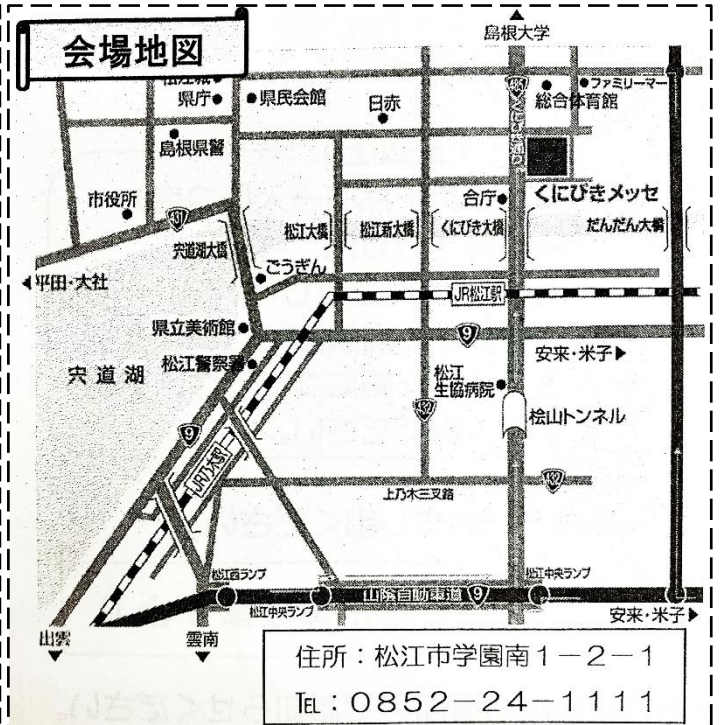 会場地図
島根大学
松江城
県庁
県民会館
日赤
ファミリーマー
総合体育館
島根県警
くにびき通り
市役所
431
合庁
くにびきメッセ
宍道湖大橋
松江大橋
松江新大橋
くにびき大橋
だんだん大橋
ごうぎん
平田・大社
JR松江駅
県立美術館
9
安来・米子
宍道湖
松江警察署
松江
生協病院
432
桧山トンネル
9
JR乃木駅
432
上乃木三叉路
松江西ランプ
松江中央ランプ
松江中央ランプ
山陰自動車道 9
安来・米子
出雲
雲南
住所：松江市学園南1－2－1
TEL：0852－24－1111